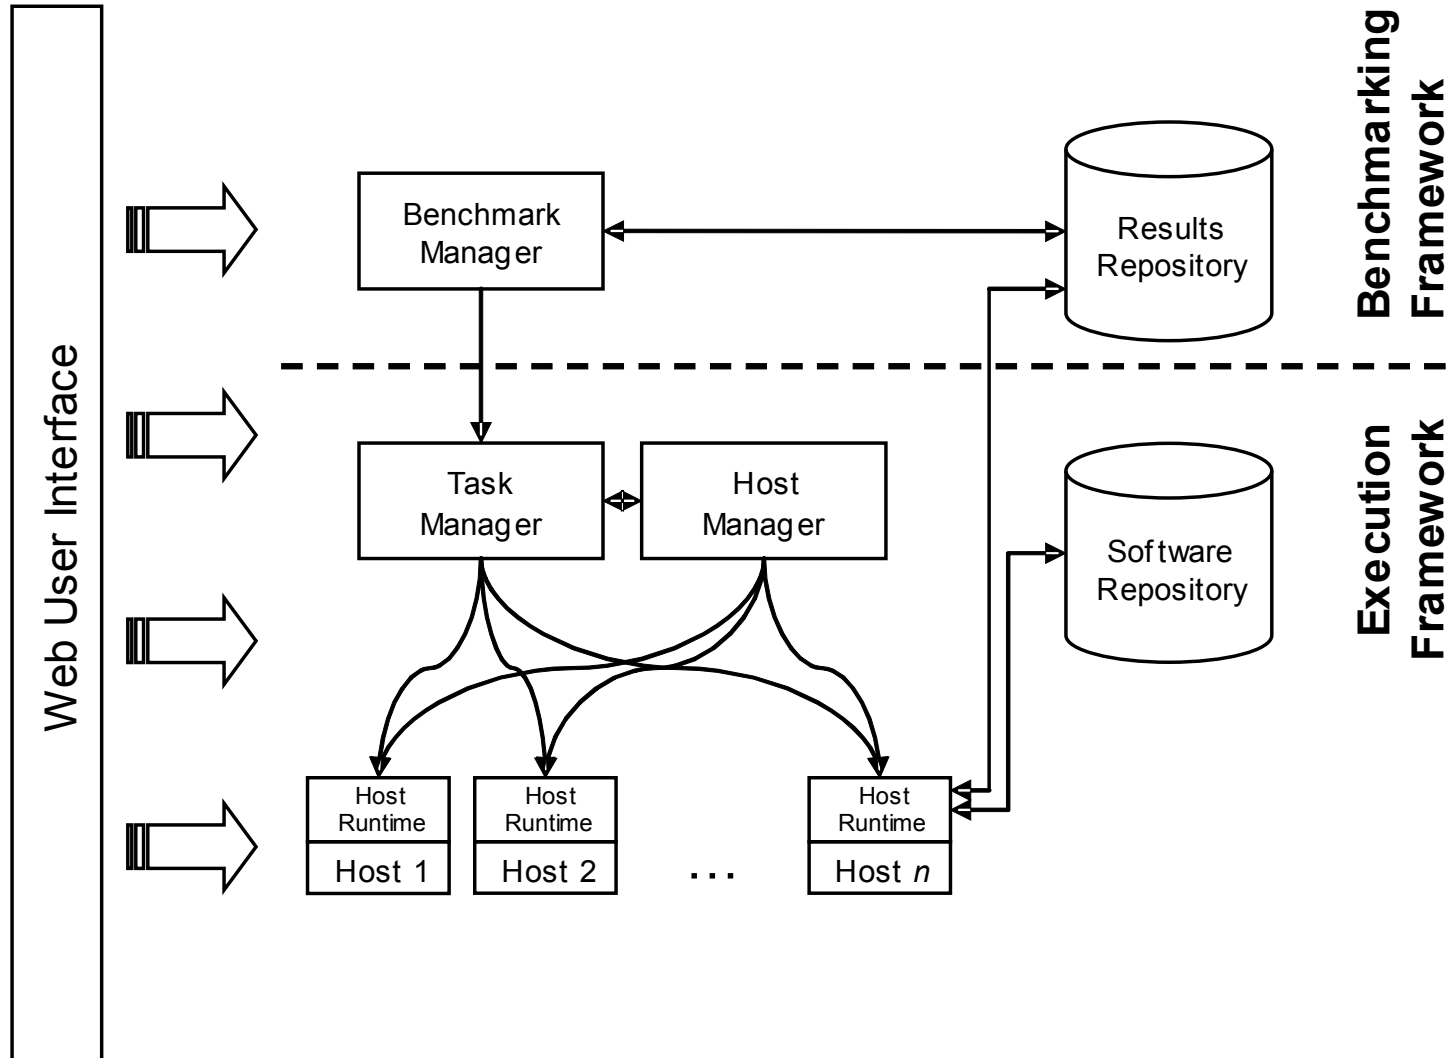 Web User Interface
Benchmark
Manager
Results
Repository
Benchmarking
Framework
Task
Manager
Host
Manager
Software
Repository
Execution
Framework
Host
Runtime
Host 1
Host
Runtime
Host 2
...
Host
Runtime
Host n